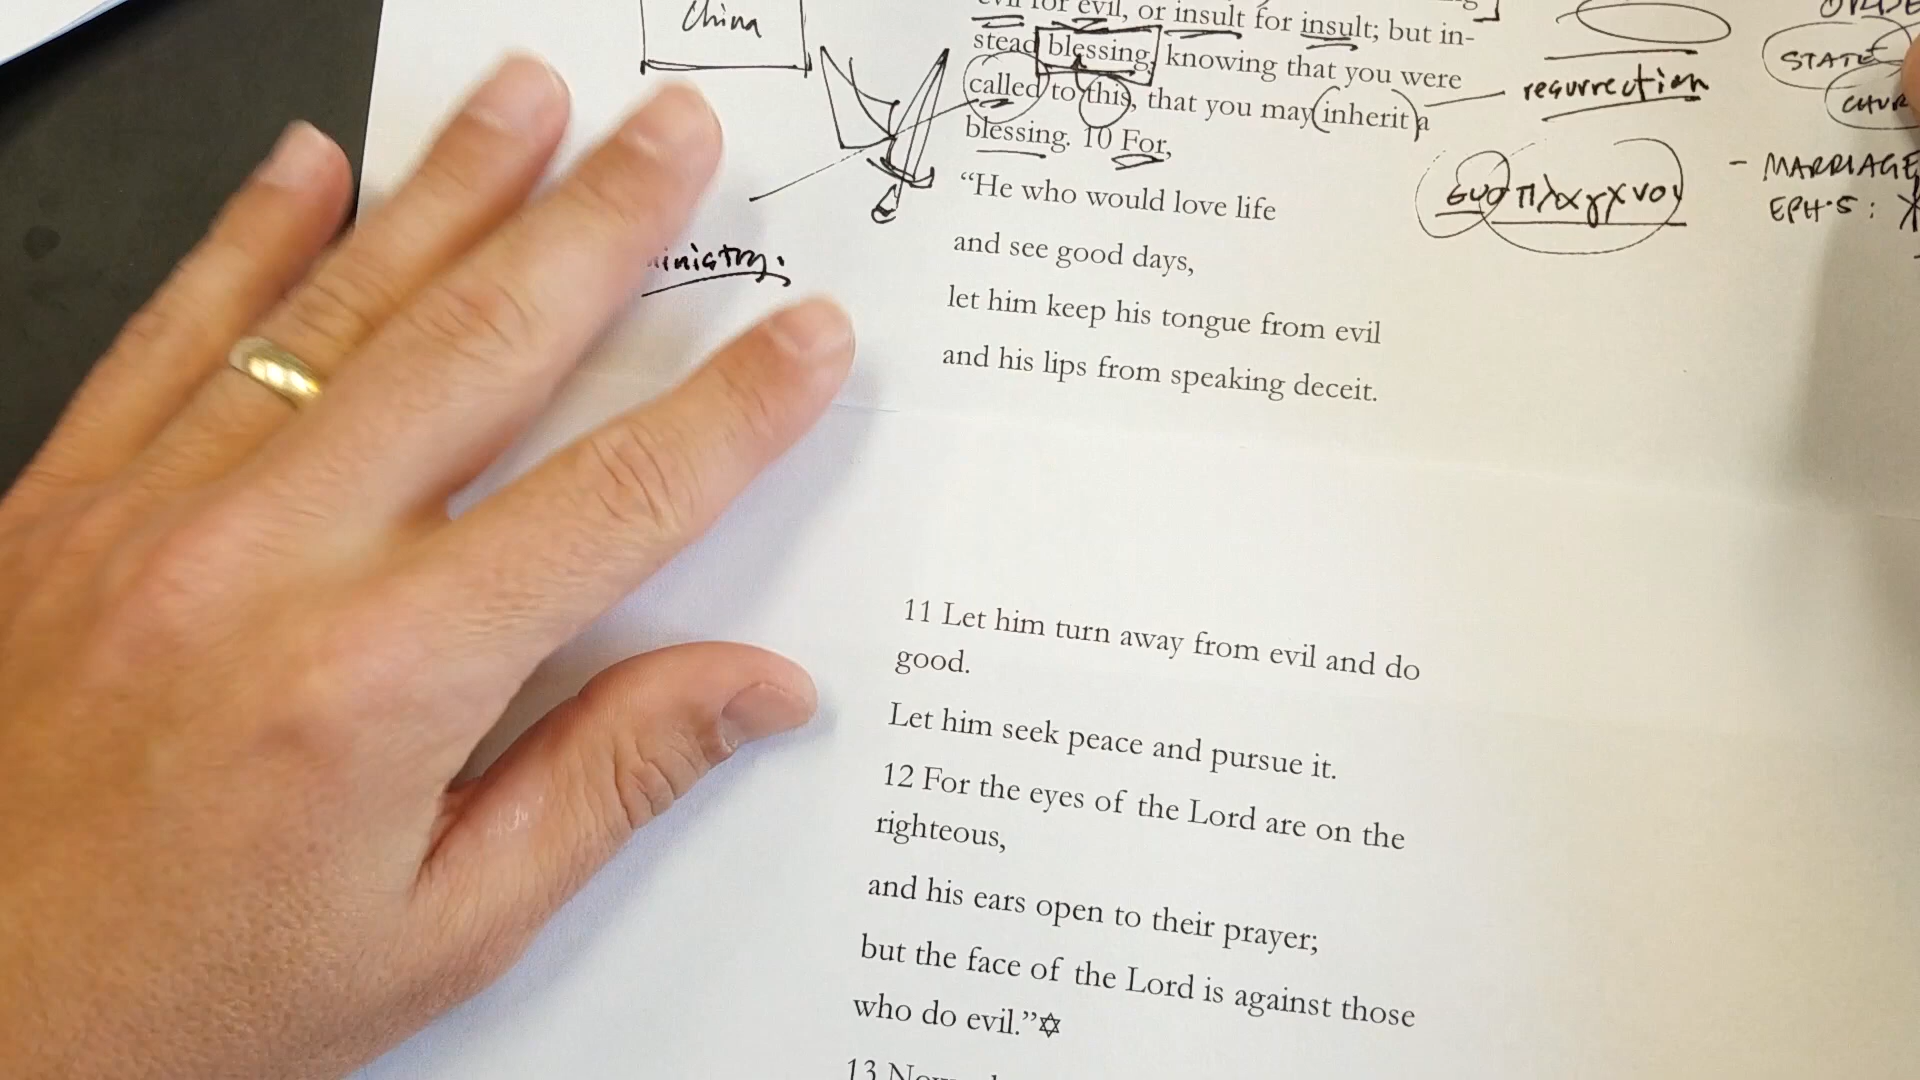 China
evil for evil, or insult for insult; but in-
stead blessing, knowing that you were
called to this, that you may inherit a
blessing. 10 For,
“He who would love life
and see good days,
let him keep his tongue from evil
and his lips from speaking deceit.
11 Let him turn away from evil and do
good.
Let him seek peace and pursue it.
12 For the eyes of the Lord are on the
righteous,
and his ears open to their prayer;
but the face of the Lord is against those
who do evil.”✡
13
inistry.
resurrection
ευσπλαγχνοι
STATE
CHUR
- MARRIAGE
EPH·5: